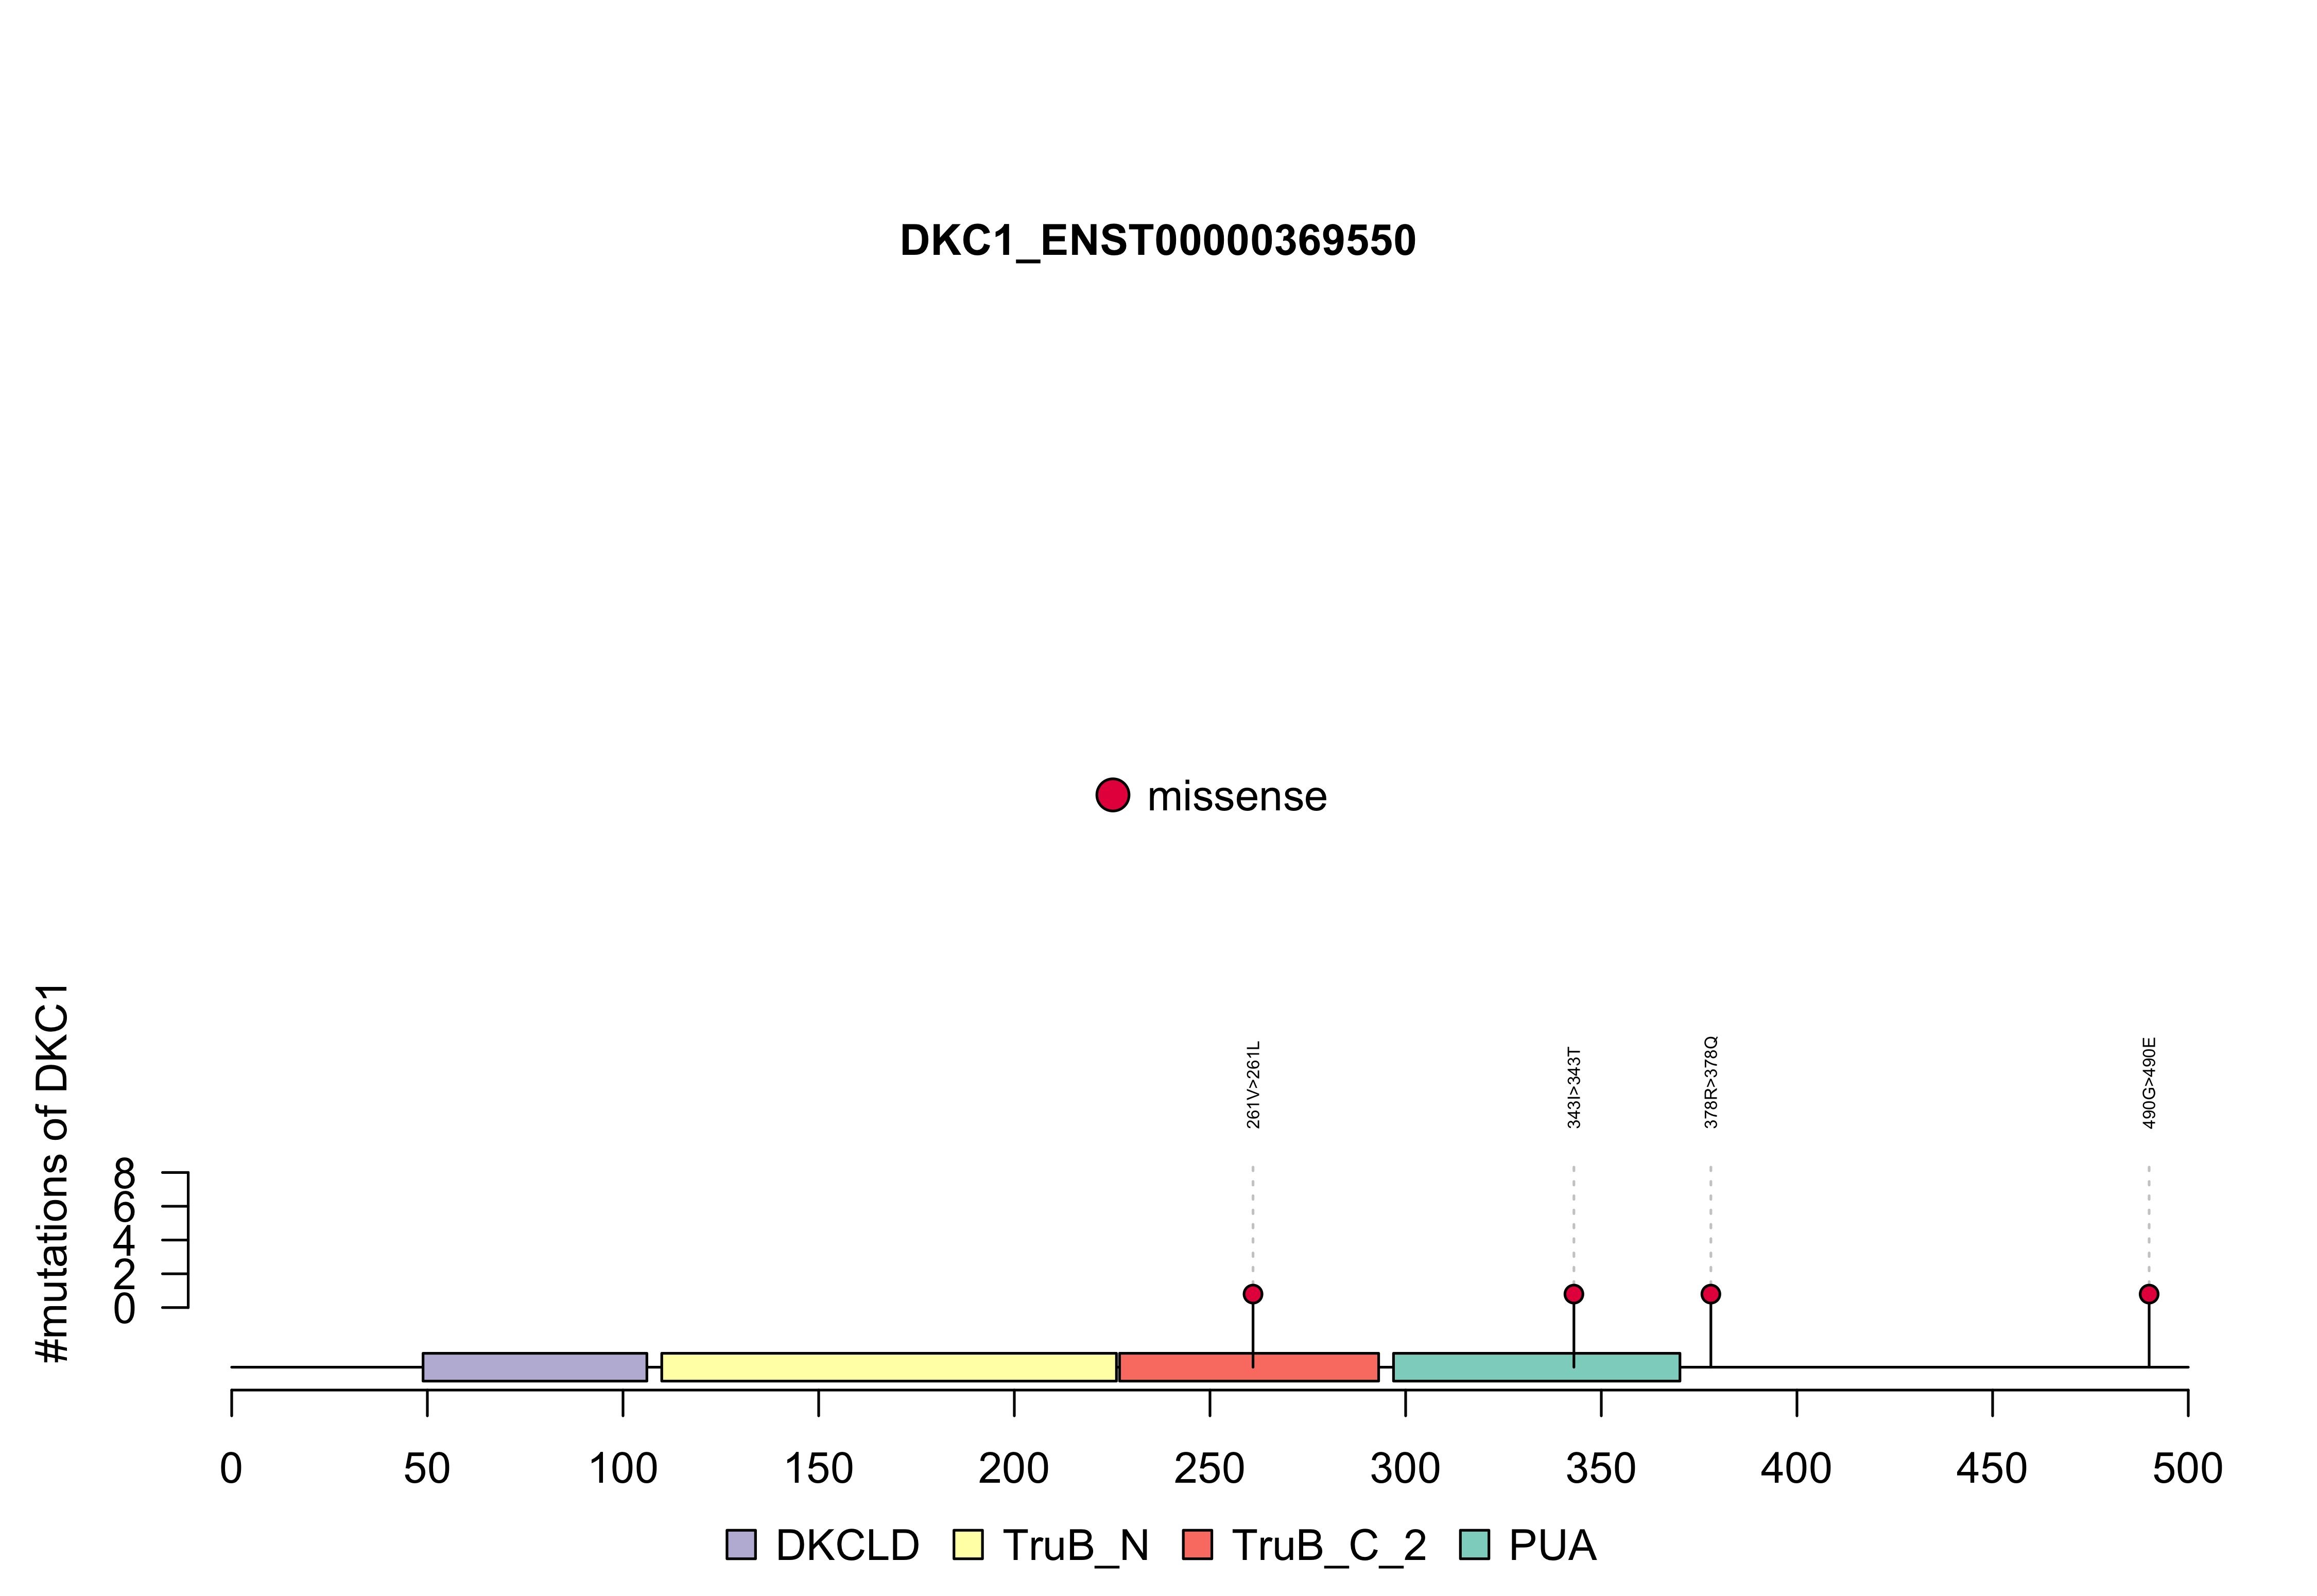 DKC1_ENST00000369550
missense
#mutations of DKC1
261V>261L
343I>343T
378R>378Q
490G>490E
8
6
4
2
0
0 50 100 150 200 250 300 350 400 450 500
DKCLD TruB_N TruB_C_2 PUA